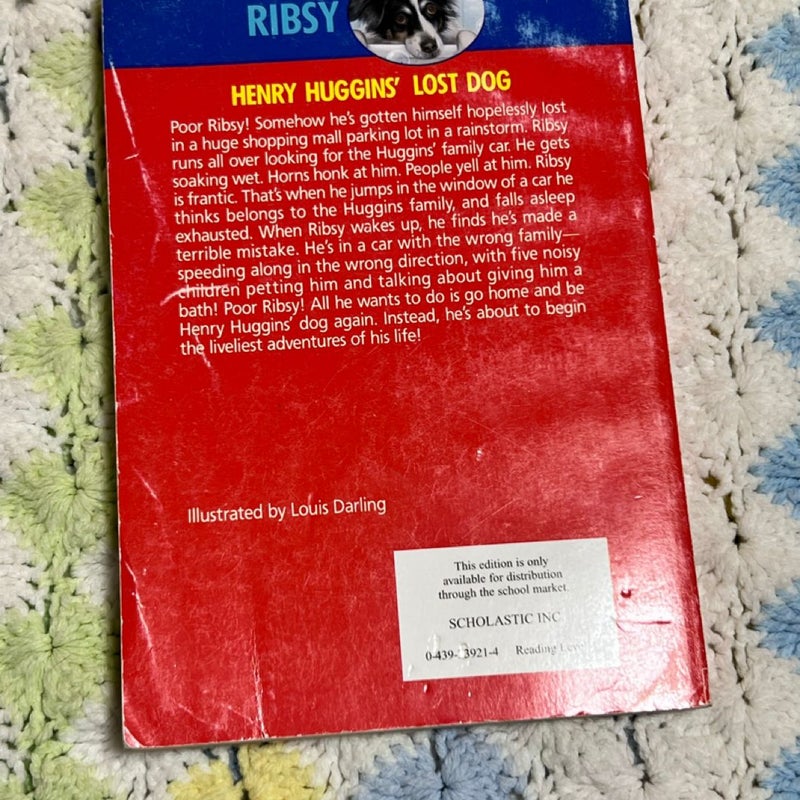 RIBSY
HENRY HUGGINS' LOST DOG
Poor Ribsy! Somehow he's gotten himself hopelessly lost
in a huge shopping mall parking lot in a rainstorm. Ribsy
runs all over looking for the Huggins' family car. He gets
soaking wet. Horns honk at him. People yell at him. Ribsy
is frantic. That's when he jumps in the window of a car he
thinks belongs to the Huggins family, and falls asleep
exhausted. When Ribsy wakes up, he finds he's made a
terrible mistake. He's in a car with the wrong family—
speeding along in the wrong direction, with five noisy
children petting him and talking about giving him a
bath! Poor Ribsy! All he wants to do is go home and be
Henry Huggins' dog again. Instead, he's about to begin
the liveliest adventures of his life!
Illustrated by Louis Darling
This edition is only
available for distribution
through the school market.
SCHOLASTIC INC
Reading